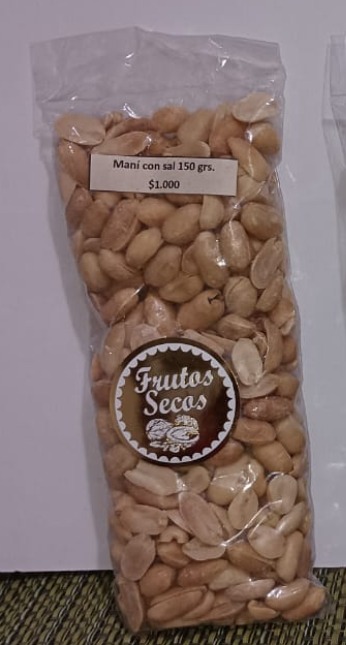 Maní con sal 150 grs.
$1.000
Frutos
Secos